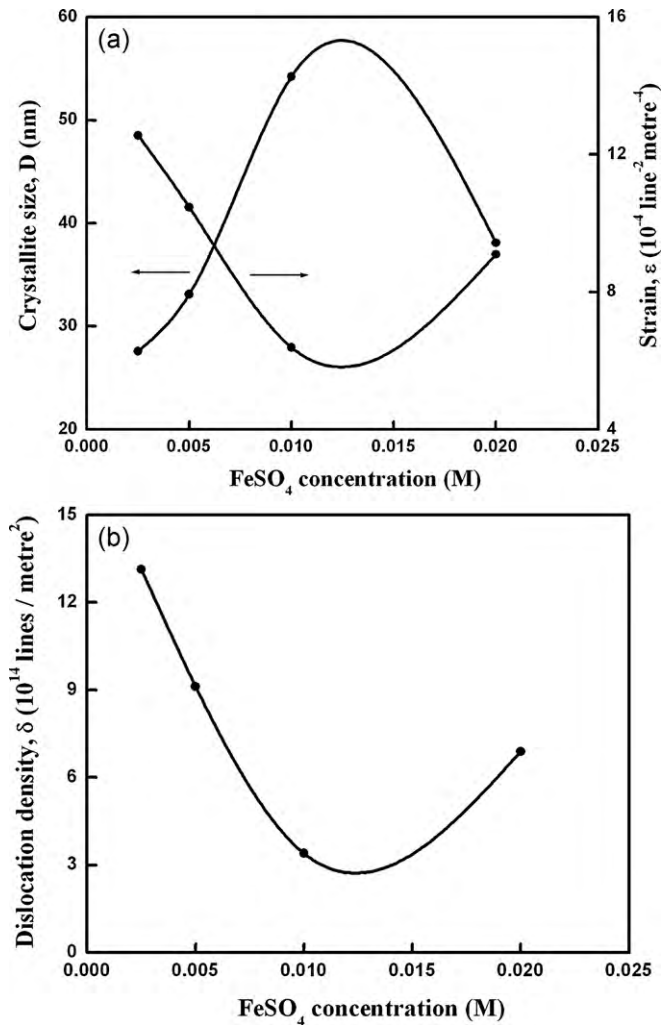 (a)
60
50
40
30
20
Crystallite size, D (nm)
16
12
8
4
Strain, ε (10⁻⁴ line⁻² metre⁻⁴)
0.000 0.005 0.010 0.015 0.020 0.025
FeSO₄ concentration (M)
(b)
15
12
9
6
3
0
Dislocation density, δ (10¹⁴ lines / metre²)
0.000 0.005 0.010 0.015 0.020 0.025
FeSO₄ concentration (M)